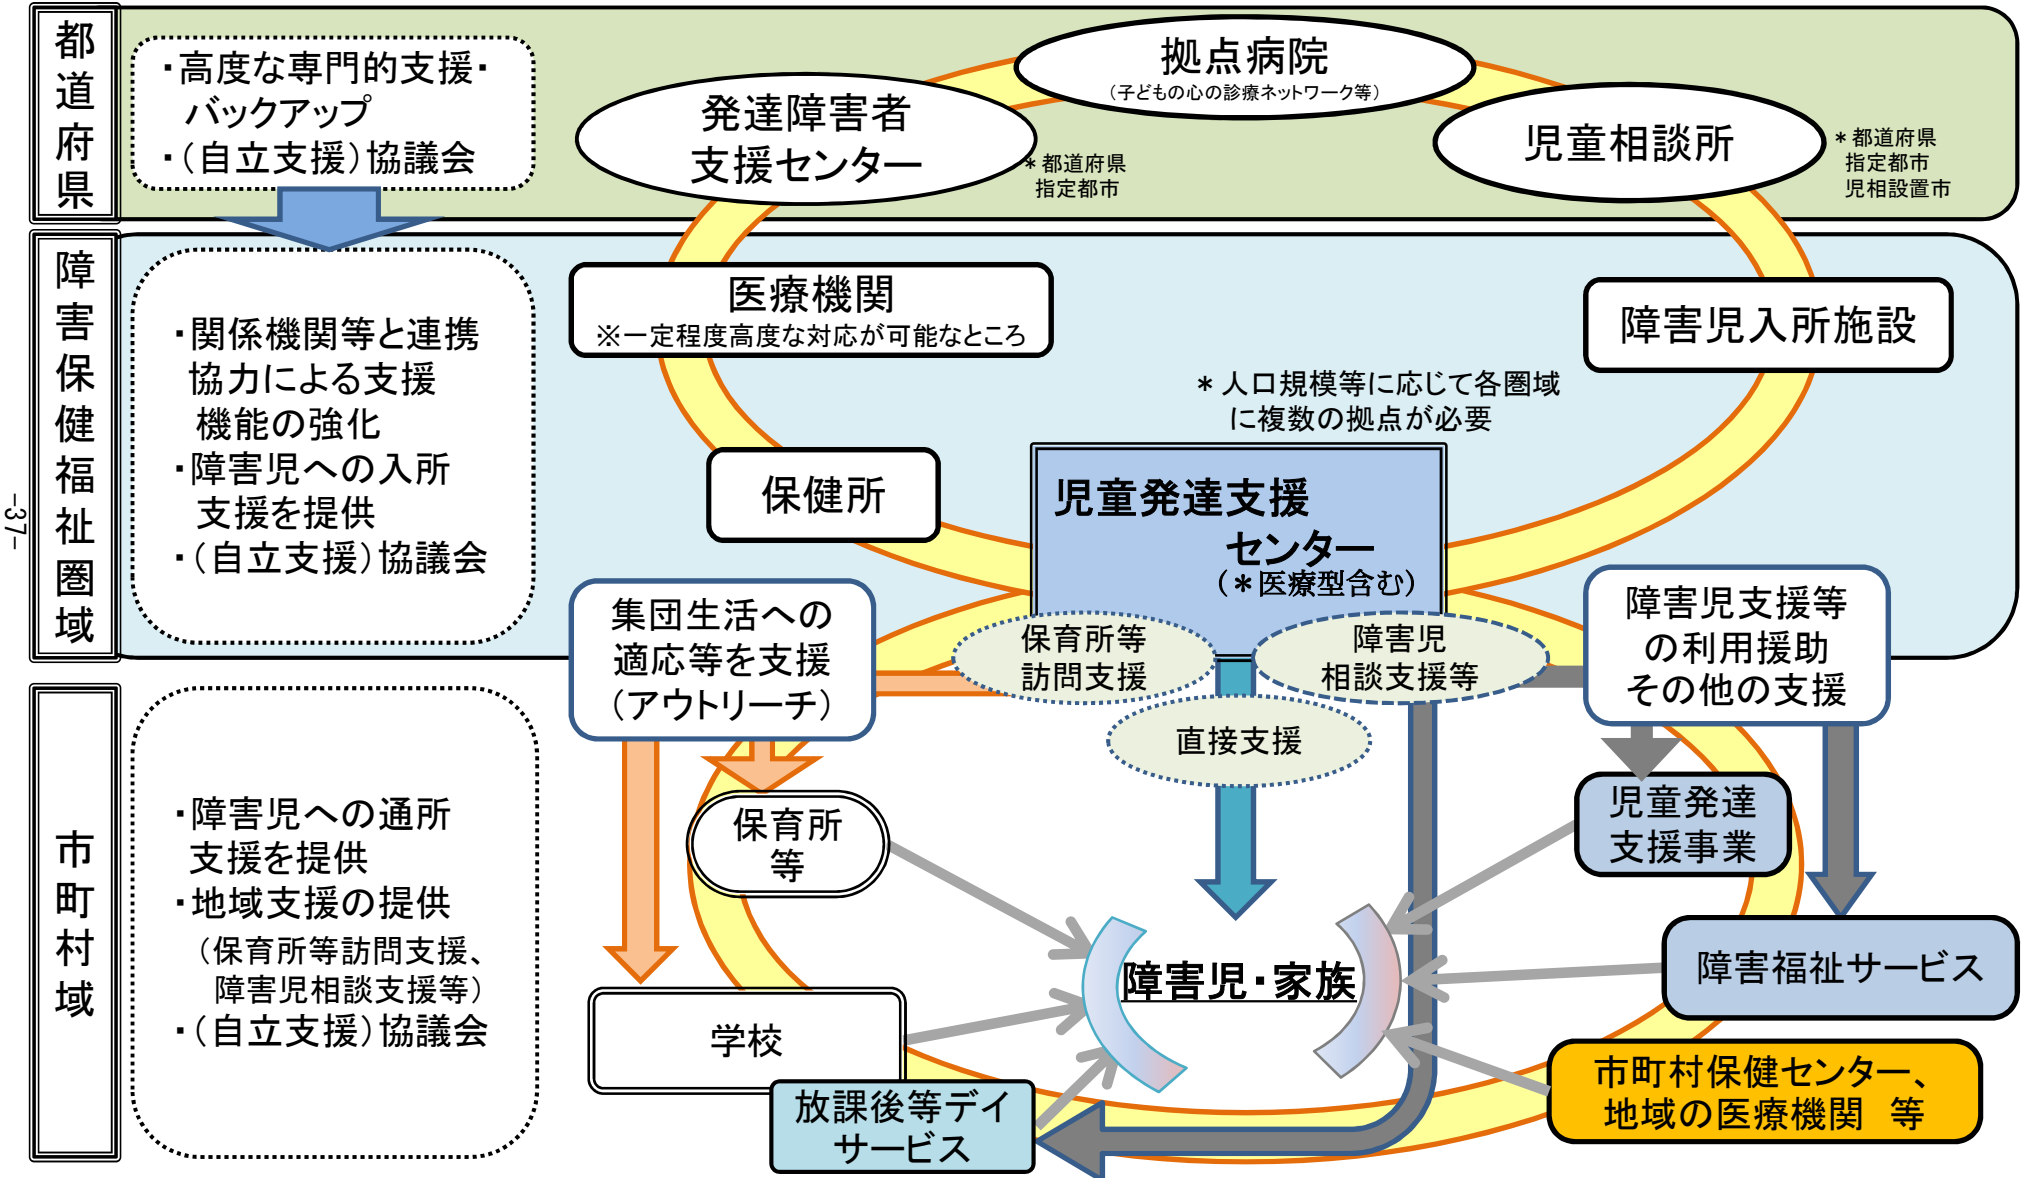 都道府県
・高度な専門的支援・
バックアップ
・（自立支援）協議会
拠点病院
（子どもの心の診療ネットワーク等）
発達障害者
支援センター
＊都道府県
指定都市
児童相談所
＊都道府県
指定都市
児相設置市
障害保健福祉圏域
・関係機関等と連携
協力による支援
機能の強化
・障害児への入所
支援を提供
・（自立支援）協議会
医療機関
※一定程度高度な対応が可能なところ
障害児入所施設
＊人口規模等に応じて各圏域
に複数の拠点が必要
保健所
児童発達支援
センター
（＊医療型含む）
集団生活への
適応等を支援
（アウトリーチ）
保育所等
訪問支援
障害児
相談支援等
直接支援
障害児支援等
の利用援助
その他の支援
市町村域
・障害児への通所
支援を提供
・地域支援の提供
（保育所等訪問支援、
障害児相談支援等）
・（自立支援）協議会
保育所
等
児童発達
支援事業
障害児・家族
障害福祉サービス
学校
放課後等デイ
サービス
市町村保健センター、
地域の医療機関　等
-37-